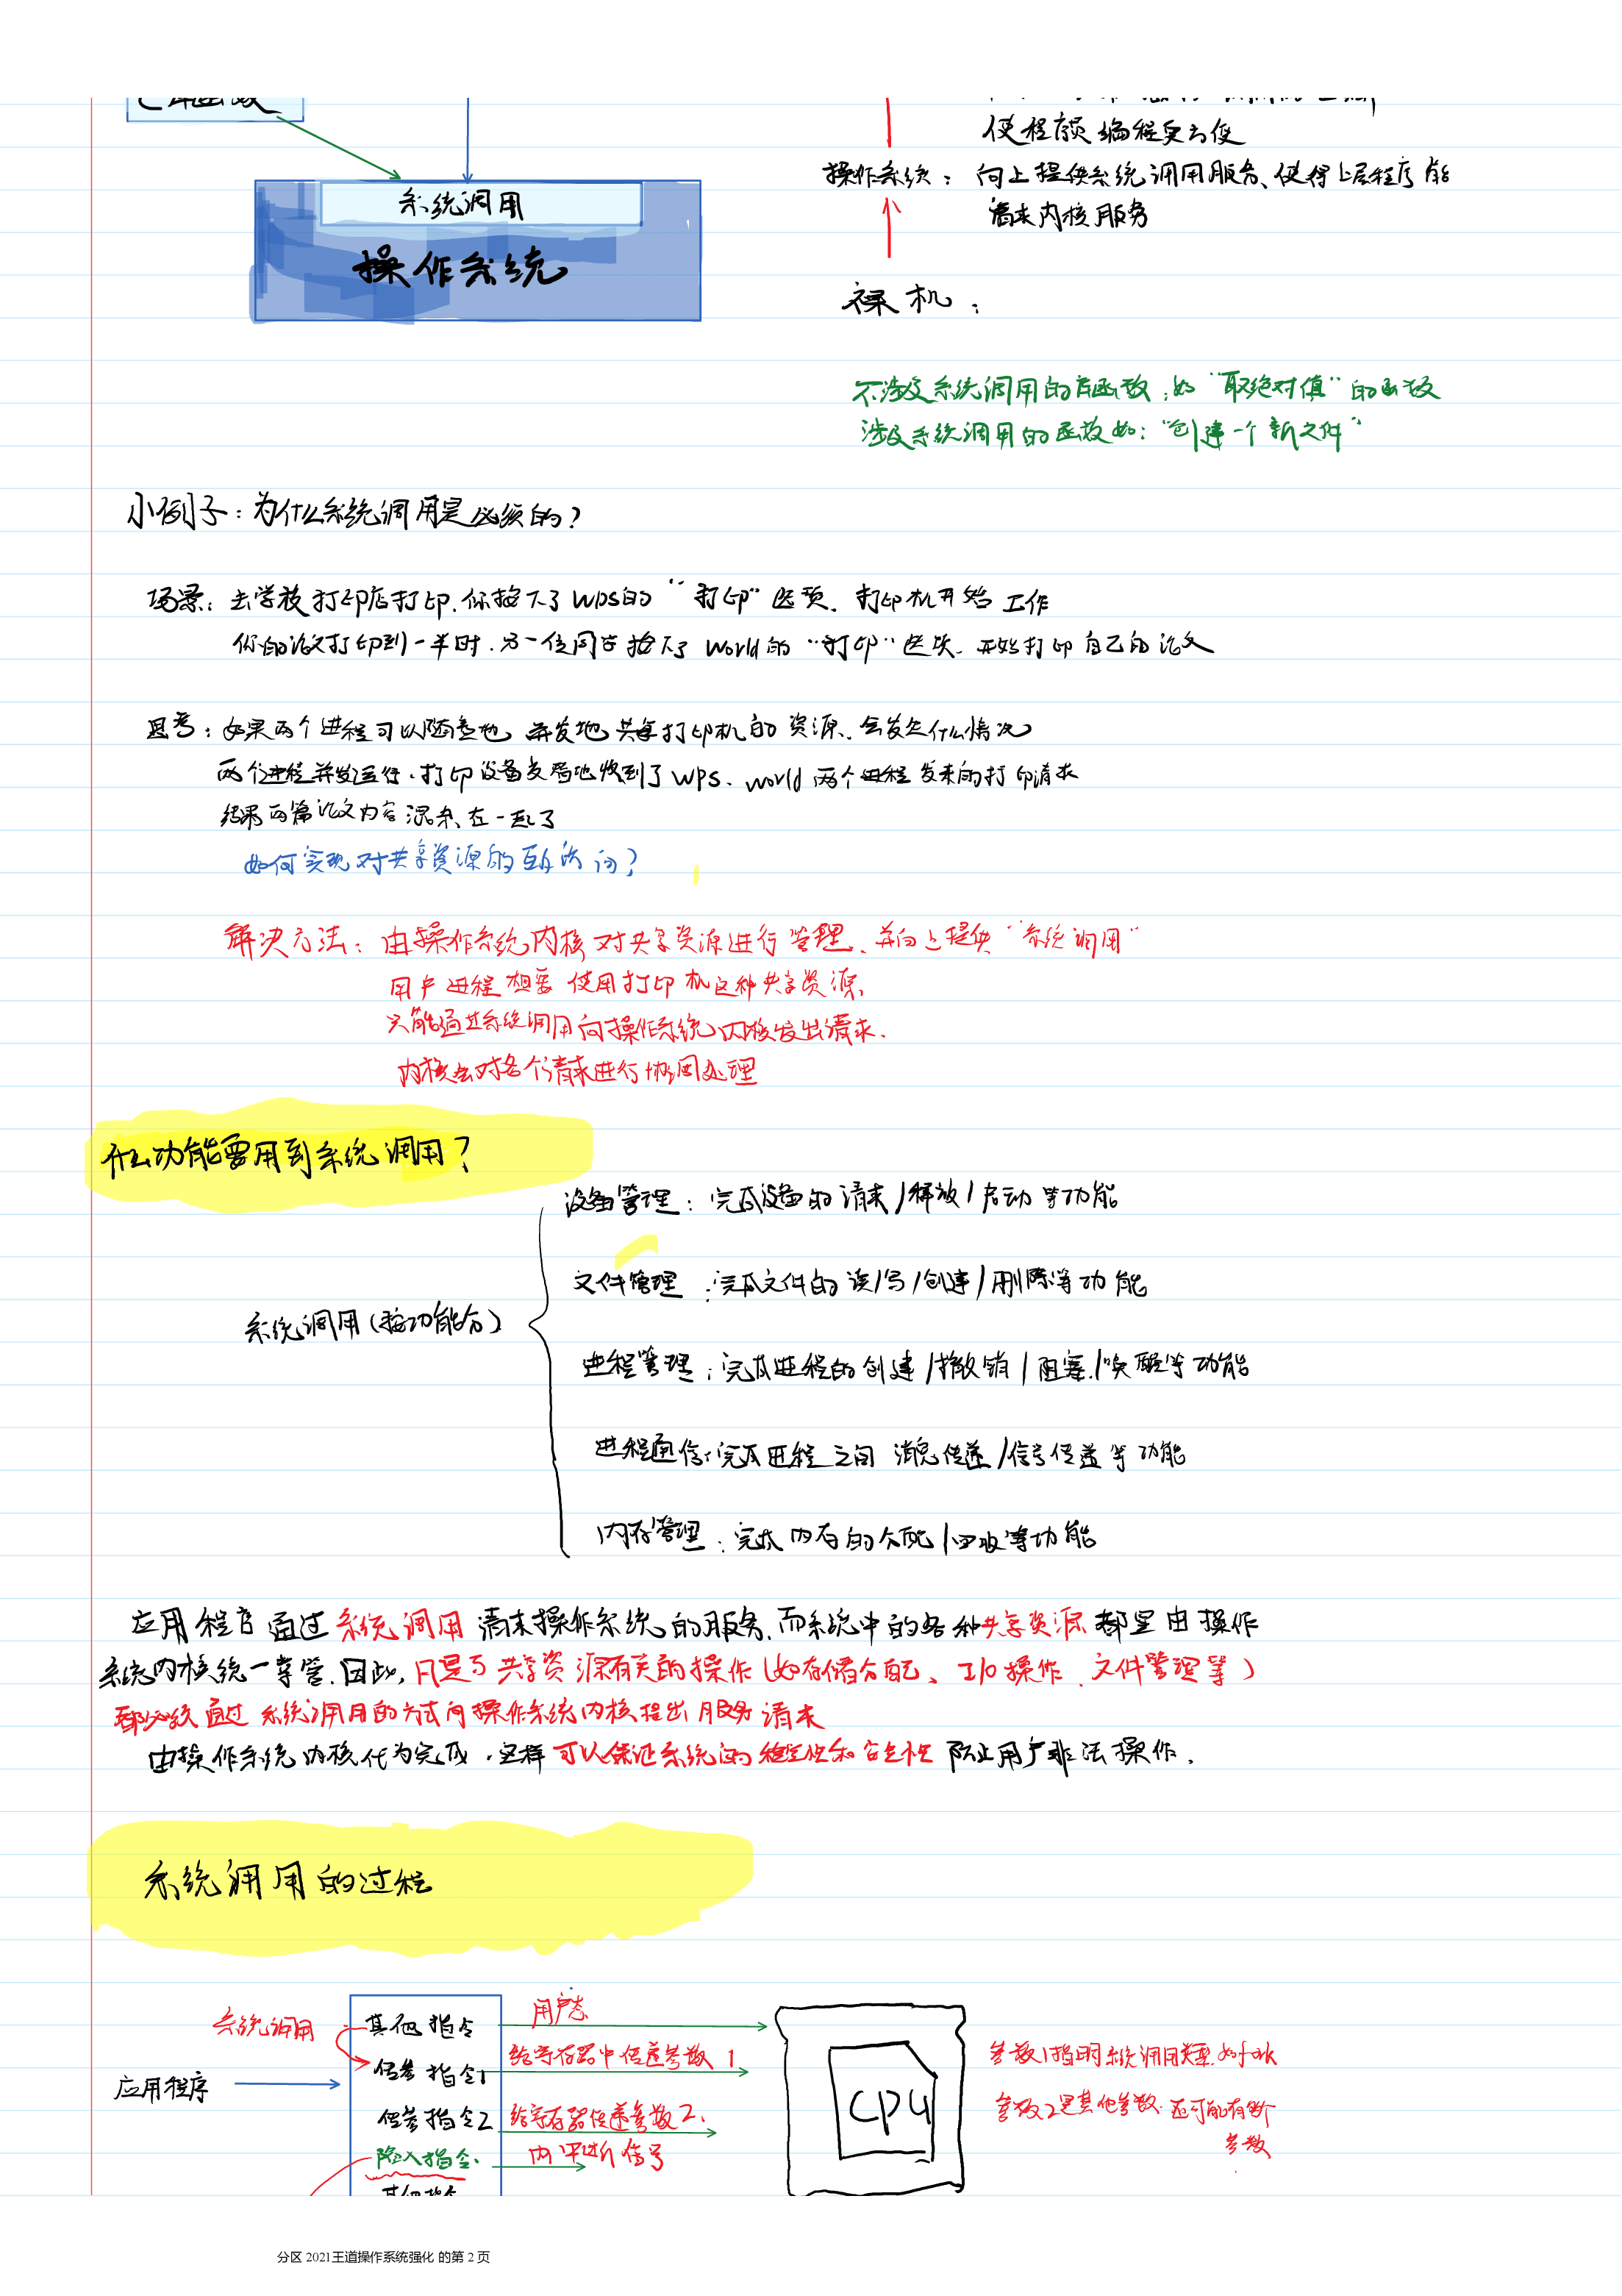 使程序员编程更方便
系统调用
操作系统
操作系统：向上提供系统调用服务、使得上层程序能
请求内核服务
裸机：
不涉及系统调用的库函数：如“取绝对值”的函数
涉及系统调用的函数如：“创建一个新文件”
小例子：为什么系统调用是必须的？
场景：去学校打印店打印.你按下了WPS的“打印”选项、打印机开始工作
你的论文打印到一半时.另一位同学按下了World的“打印”选项.开始打印自己的论文
思考：如果两个进程可以随意地 并发地共享打印机的资源、会发生什么情况
两个进程并发运行、打印设备交替地收到了WPS、world两个进程发来的打印请求
结果两篇论文内容混杂在一起了
如何实现对共享资源的互斥访问？
解决方法：由操作系统内核对共享资源进行管理、并向上提供“系统调用”
用户进程想要使用打印机这种共享资源、
只能通过系统调用向操作系统内核发出请求.
内核会对各个请求进行协调处理
什么功能要用到系统调用？
设备管理：完成设备的请求/释放/启动等功能
文件管理：完成文件的读/写/创建/删除等功能
系统调用（按功能分）
进程管理：完成进程的创建/撤销/阻塞/唤醒等功能
进程通信：完成进程之间消息传递/信号传递等功能
内存管理：完成内存的分配/回收等功能
应用程序通过系统调用请求操作系统的服务.而系统中的各种共享资源都是由操作
系统内核统一掌管.因此,凡是与共享资源有关的操作（如存储分配、I/O操作、文件管理等）
都必须通过系统调用的方式向操作系统内核提出服务请求
由操作系统内核代为完成.这样可以保证系统的稳定性和安全性 防止用户非法操作.
系统调用的过程
系统调用
其他指令
用户态
传参指令1
给寄存器中传递参数1
参数1指明系统调用类型.如fork
应用程序
CPU
传参指令2
给寄存器传递参数2.
参数2是其他参数.还可能有
参数
陷入指令.
内中断信号
其他指令
分区 2021王道操作系统强化 的第 2 页